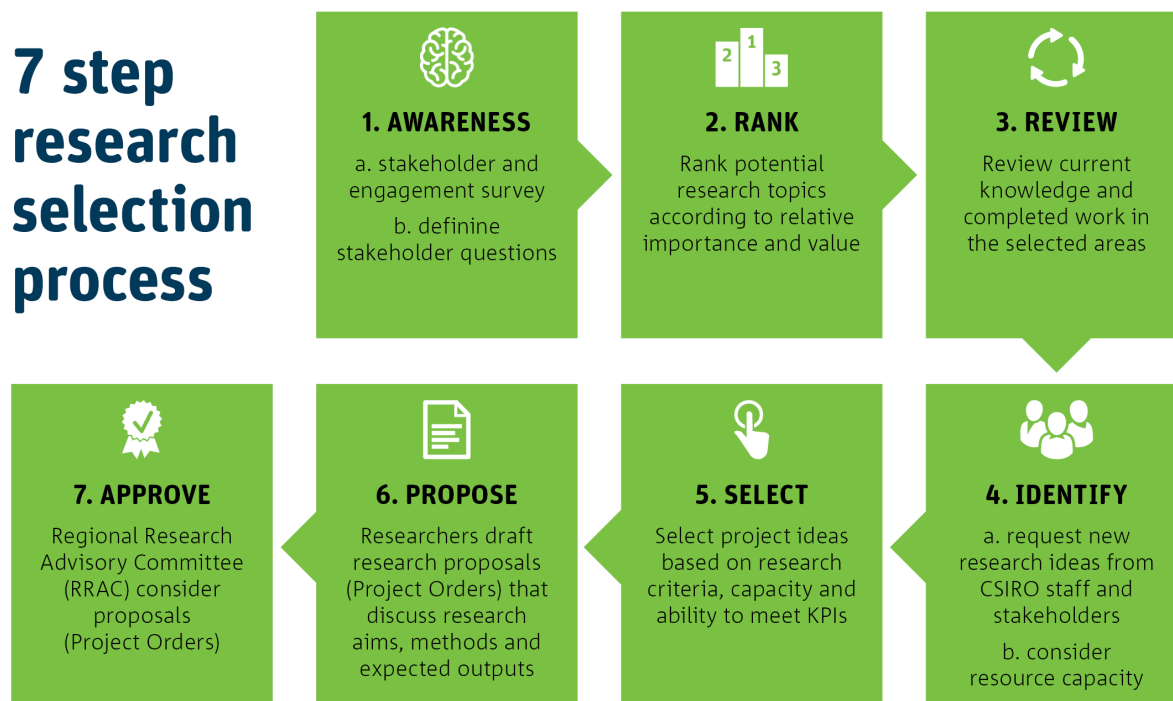 7 step
research
selection
process
1. AWARENESS
a. stakeholder and
engagement survey
b. definine
stakeholder questions
2 1 3
2. RANK
Rank potential
research topics
according to relative
importance and value
3. REVIEW
Review current
knowledge and
completed work in
the selected areas
4. IDENTIFY
a. request new
research ideas from
CSIRO staff and
stakeholders
b. consider
resource capacity
5. SELECT
Select project ideas
based on research
criteria, capacity and
ability to meet KPIs
6. PROPOSE
Researchers draft
research proposals
(Project Orders) that
discuss research
aims, methods and
expected outputs
7. APPROVE
Regional Research
Advisory Committee
(RRAC) consider
proposals
(Project Orders)